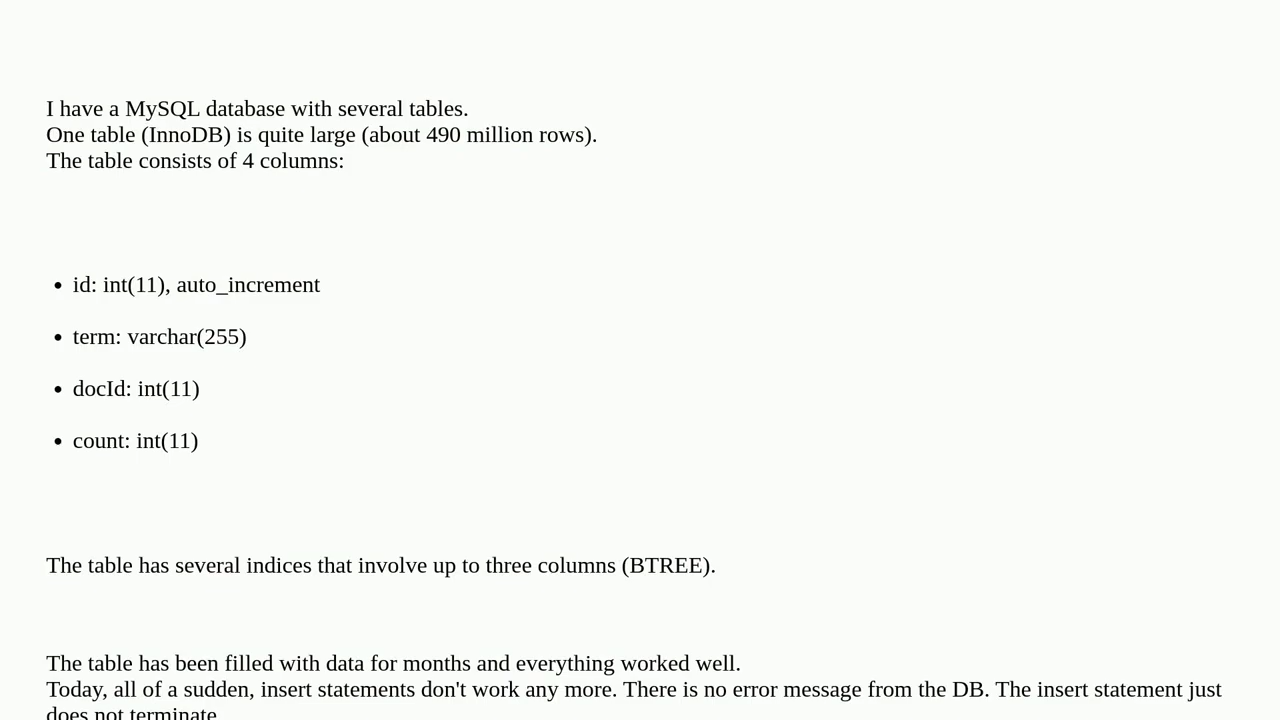 I have a MySQL database with several tables.
One table (InnoDB) is quite large (about 490 million rows).
The table consists of 4 columns:
• id: int(11), auto_increment
• term: varchar(255)
• docId: int(11)
• count: int(11)
The table has several indices that involve up to three columns (BTREE).
The table has been filled with data for months and everything worked well.
Today, all of a sudden, insert statements don't work any more. There is no error message from the DB. The insert statement just
does not terminate